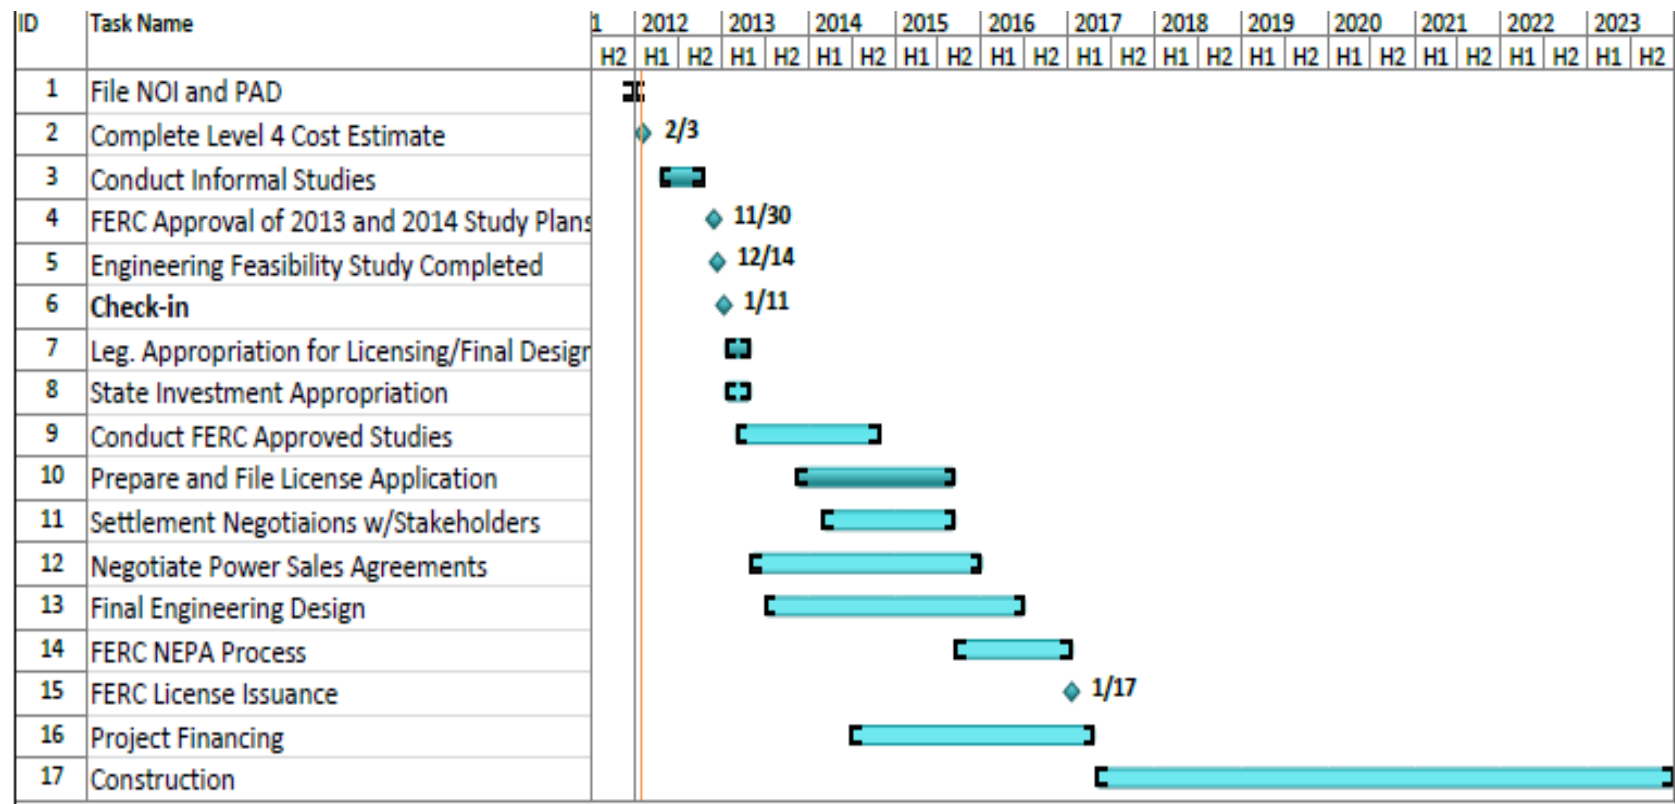 ID Task Name 1 2012 2013 2014 2015 2016 2017 2018 2019 2020 2021 2022 2023
H2 H1 H2 H1 H2 H1 H2 H1 H2 H1 H2 H1 H2 H1 H2 H1 H2 H1 H2 H1 H2 H1 H2 H1 H2
1 File NOI and PAD
2 Complete Level 4 Cost Estimate 2/3
3 Conduct Informal Studies
4 FERC Approval of 2013 and 2014 Study Plans 11/30
5 Engineering Feasibility Study Completed 12/14
6 Check-in 1/11
7 Leg. Appropriation for Licensing/Final Design
8 State Investment Appropriation
9 Conduct FERC Approved Studies
10 Prepare and File License Application
11 Settlement Negotiaions w/Stakeholders
12 Negotiate Power Sales Agreements
13 Final Engineering Design
14 FERC NEPA Process
15 FERC License Issuance 1/17
16 Project Financing
17 Construction